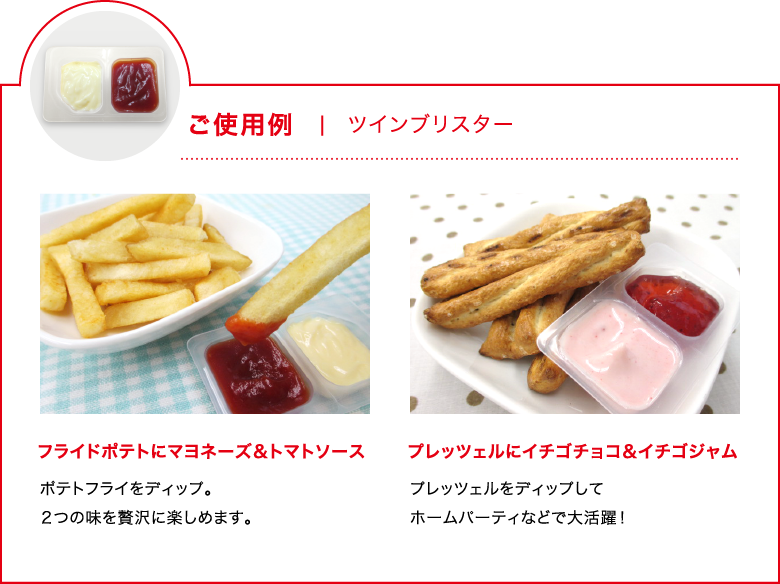 ご使用例 | ツインブリスター
フライドポテトにマヨネーズ&トマトソース
ポテトフライをディップ。
2つの味を贅沢に楽しめます。
プレッツェルにイチゴチョコ&イチゴジャム
プレッツェルをディップして
ホームパーティなどで大活躍！